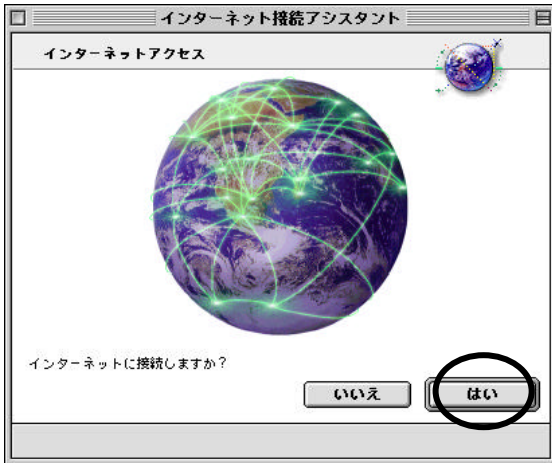 インターネット接続アシスタント
インターネットアクセス
インターネットに接続しますか？
いいえ
はい